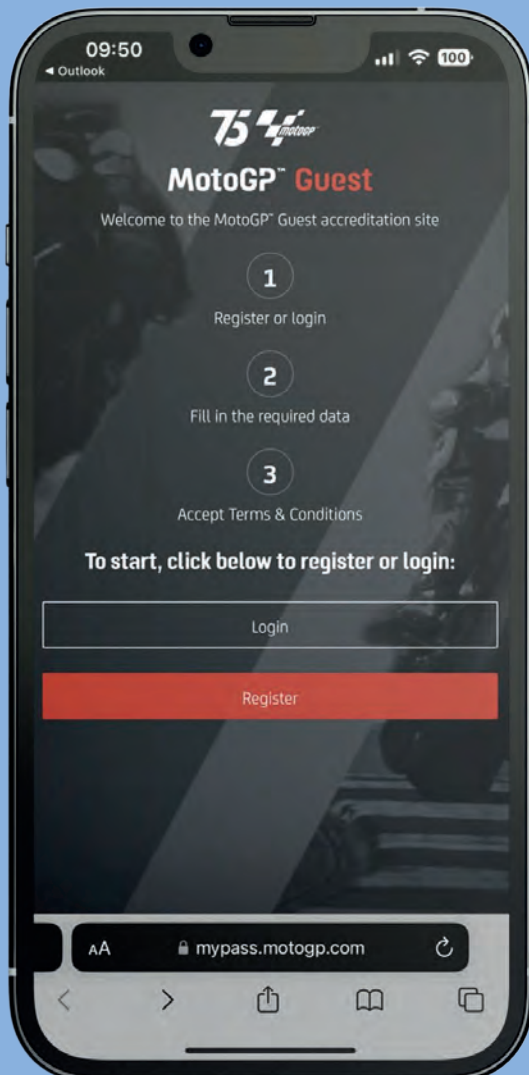 09:50
◄ Outlook
100
75 motoGP™
MotoGP™ Guest
Welcome to the MotoGP™ Guest accreditation site
1
Register or login
2
Fill in the required data
3
Accept Terms & Conditions
To start, click below to register or login:
Login
Register
AA mypass.motogp.com